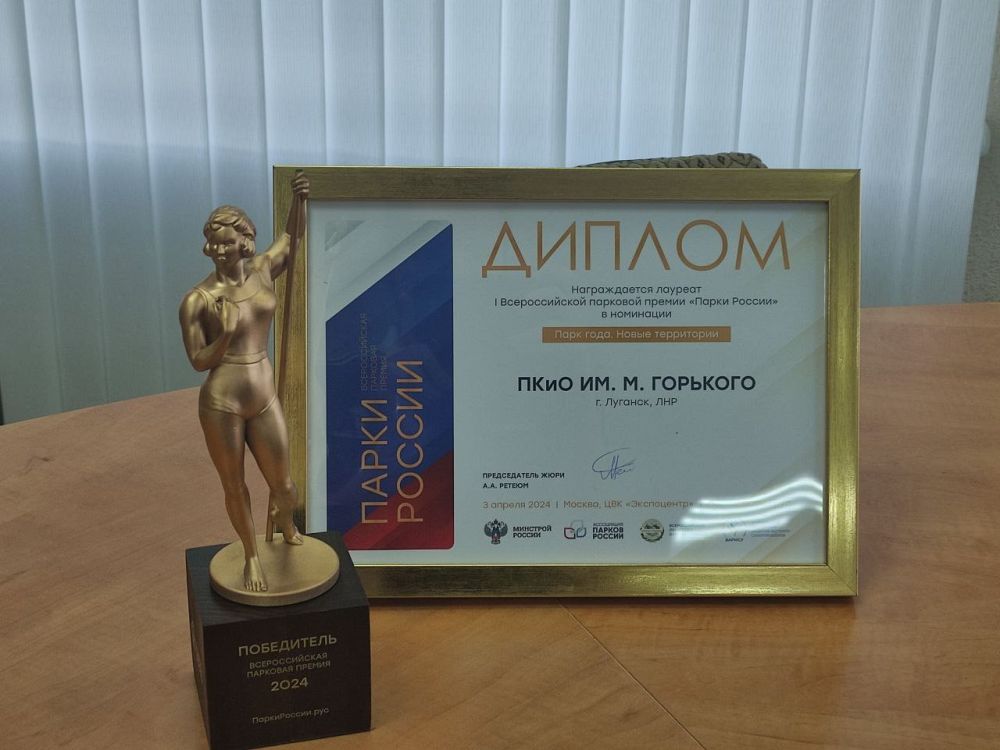 ДИПЛОМ
Награждается лауреат
I Всероссийской парковой премии «Парки России»
в номинации
Парк года. Новые территории
ПКиО ИМ. М. ГОРЬКОГО
г. Луганск, ЛНР
ПРЕДСЕДАТЕЛЬ ЖЮРИ
А.А. РЕТЕЮМ
3 апреля 2024 | Москва, ЦВК «Экспоцентр»
МИНСТРОЙ
РОССИИ
АССОЦИАЦИЯ
ПАРКОВ
РОССИИ
ВАРМСУ
ПАРКИ
РОССИИ
ВСЕРОССИЙСКАЯ
ПАРКОВАЯ
ПРЕМИЯ
ПОБЕДИТЕЛЬ
ВСЕРОССИЙСКАЯ
ПАРКОВАЯ ПРЕМИЯ
2024
ПаркиРоссии.рус